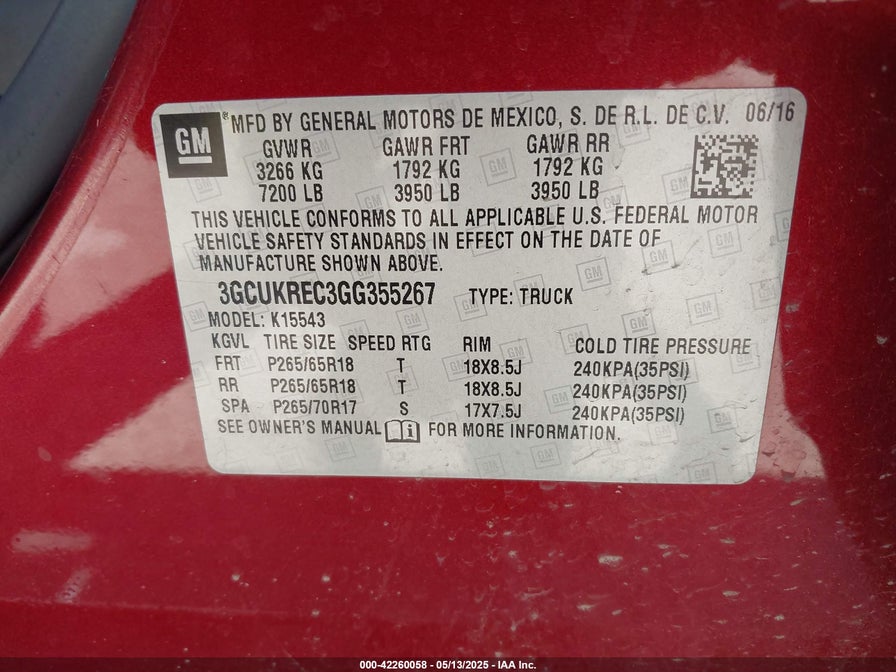 GM® MFD BY GENERAL MOTORS DE MEXICO, S. DE R.L. DE C.V. 06/16
GVWR GAWR FRT GAWR RR
3266 KG 1792 KG 1792 KG
7200 LB 3950 LB 3950 LB
THIS VEHICLE CONFORMS TO ALL APPLICABLE U.S. FEDERAL MOTOR
VEHICLE SAFETY STANDARDS IN EFFECT ON THE DATE OF
MANUFACTURE SHOWN ABOVE.
3GCUKREC3GG355267 TYPE: TRUCK
MODEL: K15543
KGVL TIRE SIZE SPEED RTG RIM COLD TIRE PRESSURE
FRT P265/65R18 T 18X8.5J 240KPA(35PSI)
RR P265/65R18 T 18X8.5J 240KPA(35PSI)
SPA P265/70R17 S 17X7.5J 240KPA(35PSI)
SEE OWNER'S MANUAL i FOR MORE INFORMATION.
000-42260058 - 05/13/2025 - IAA Inc.